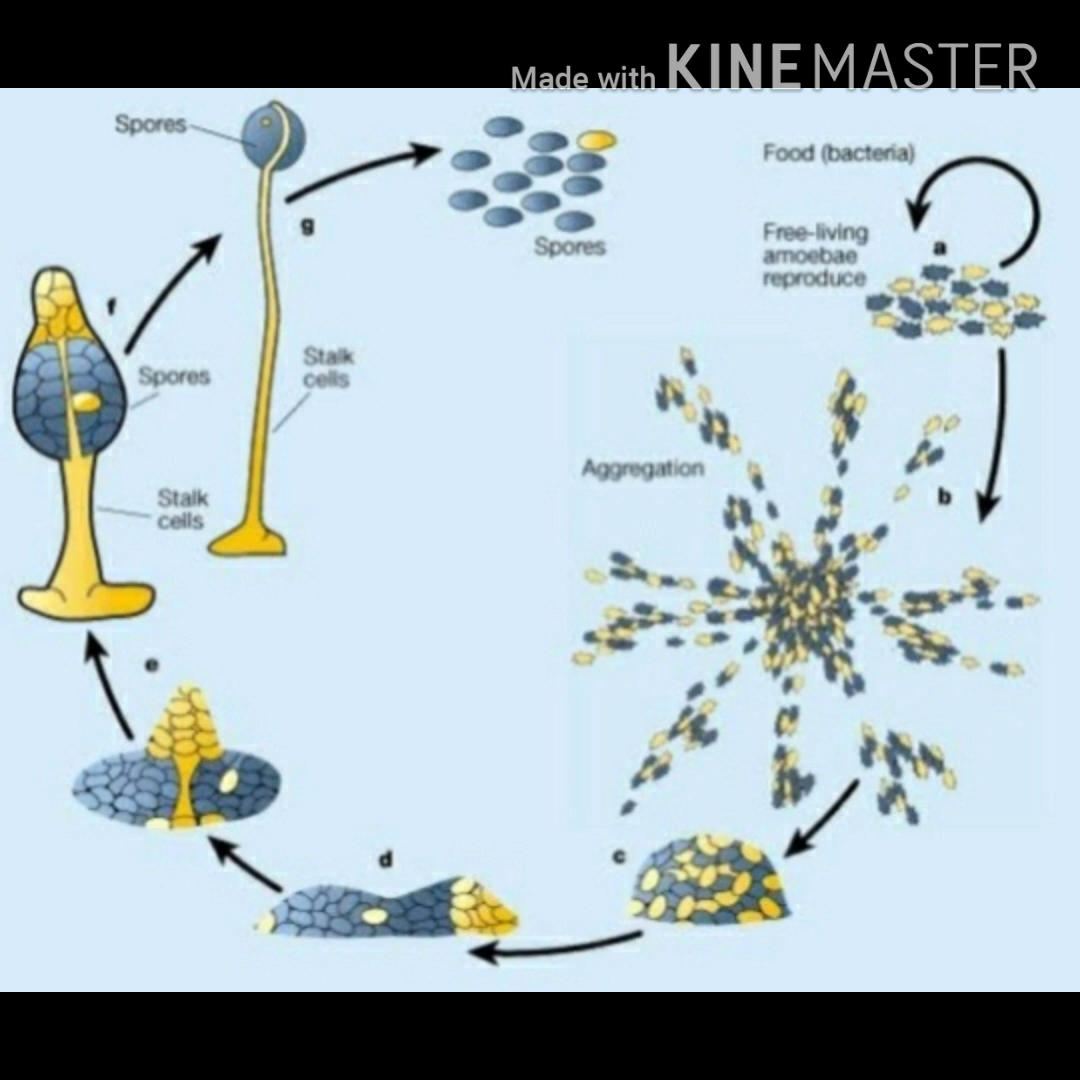 Made with KINEMASTER
Spores
Food (bacteria)
a
Free-living
amoebae
reproduce
g
Spores
f
Spores
Stalk
cells
Aggregation
b
Stalk
cells
e
d
c